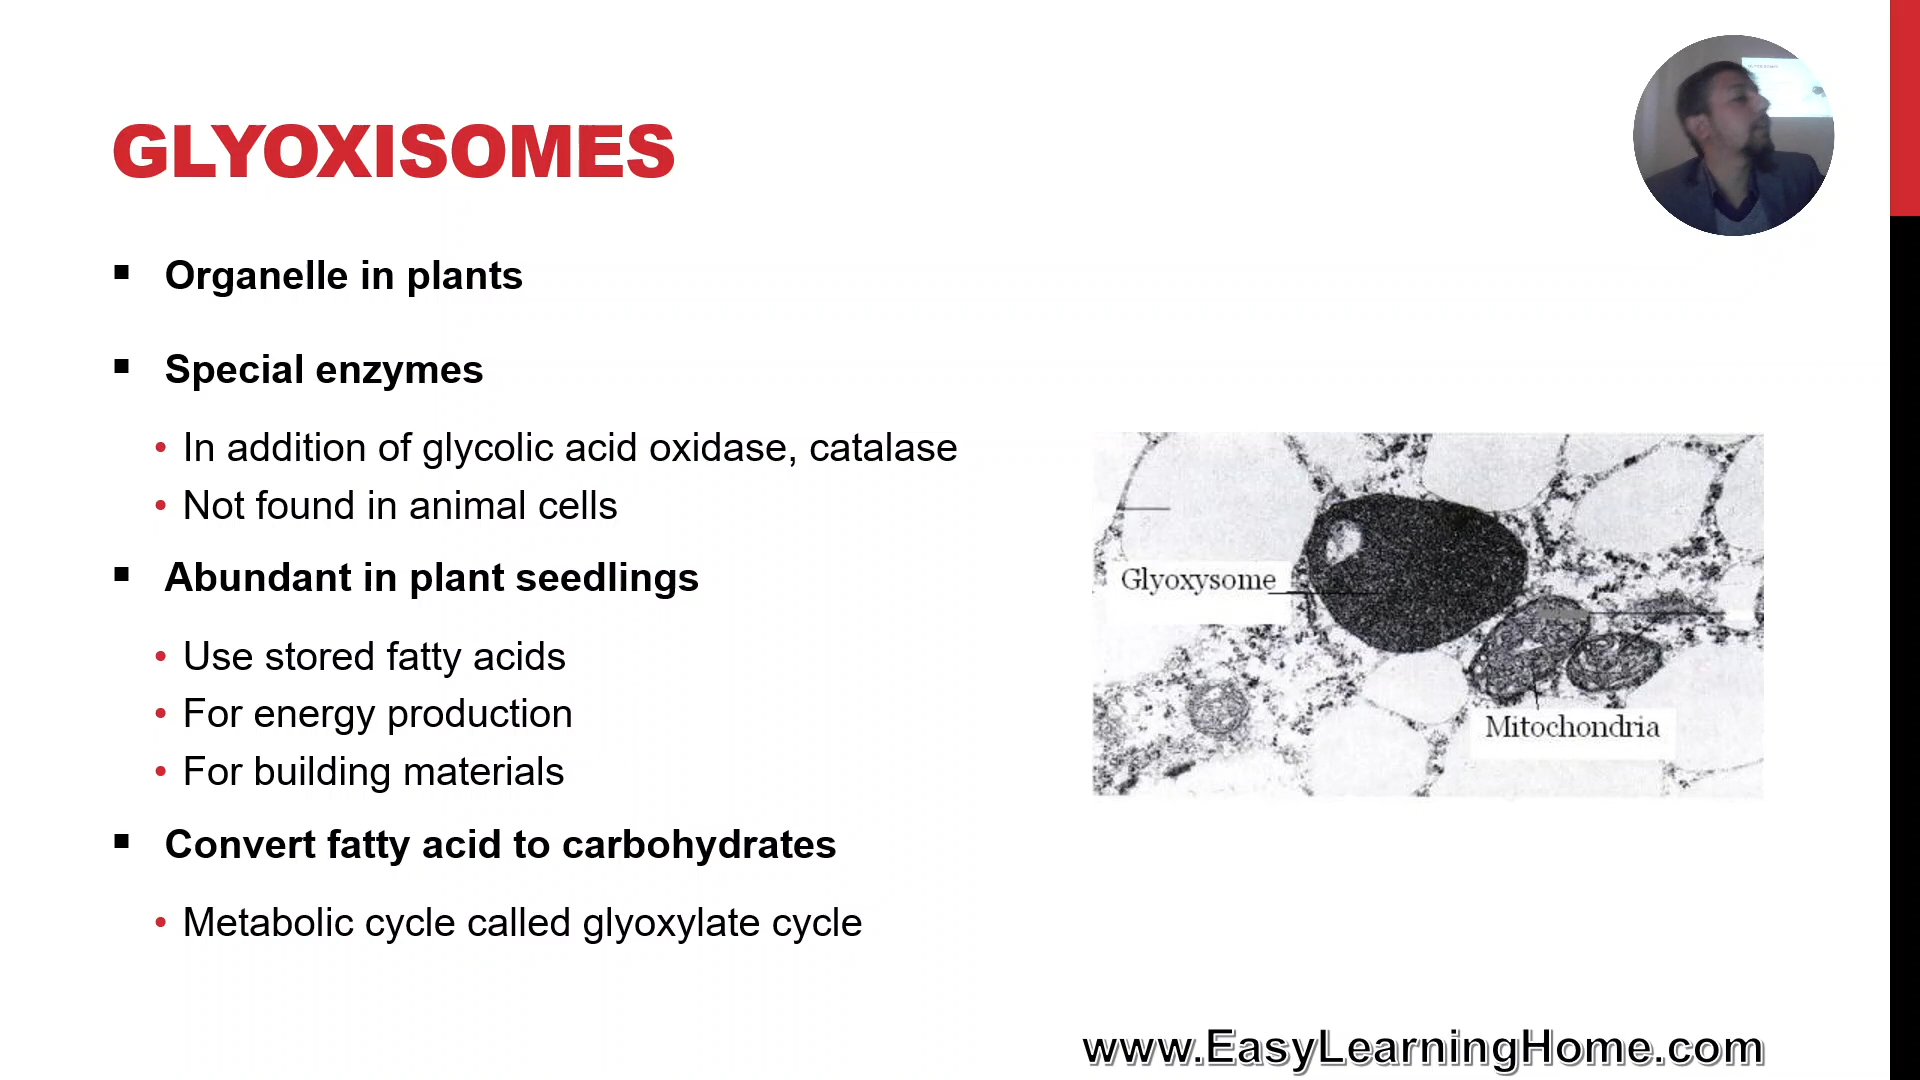 GLYOXISOMES
Organelle in plants
Special enzymes
In addition of glycolic acid oxidase, catalase
Not found in animal cells
Abundant in plant seedlings
Use stored fatty acids
For energy production
For building materials
Convert fatty acid to carbohydrates
Metabolic cycle called glyoxylate cycle
Glyoxysome
Mitochondria
www.EasyLearningHome.com